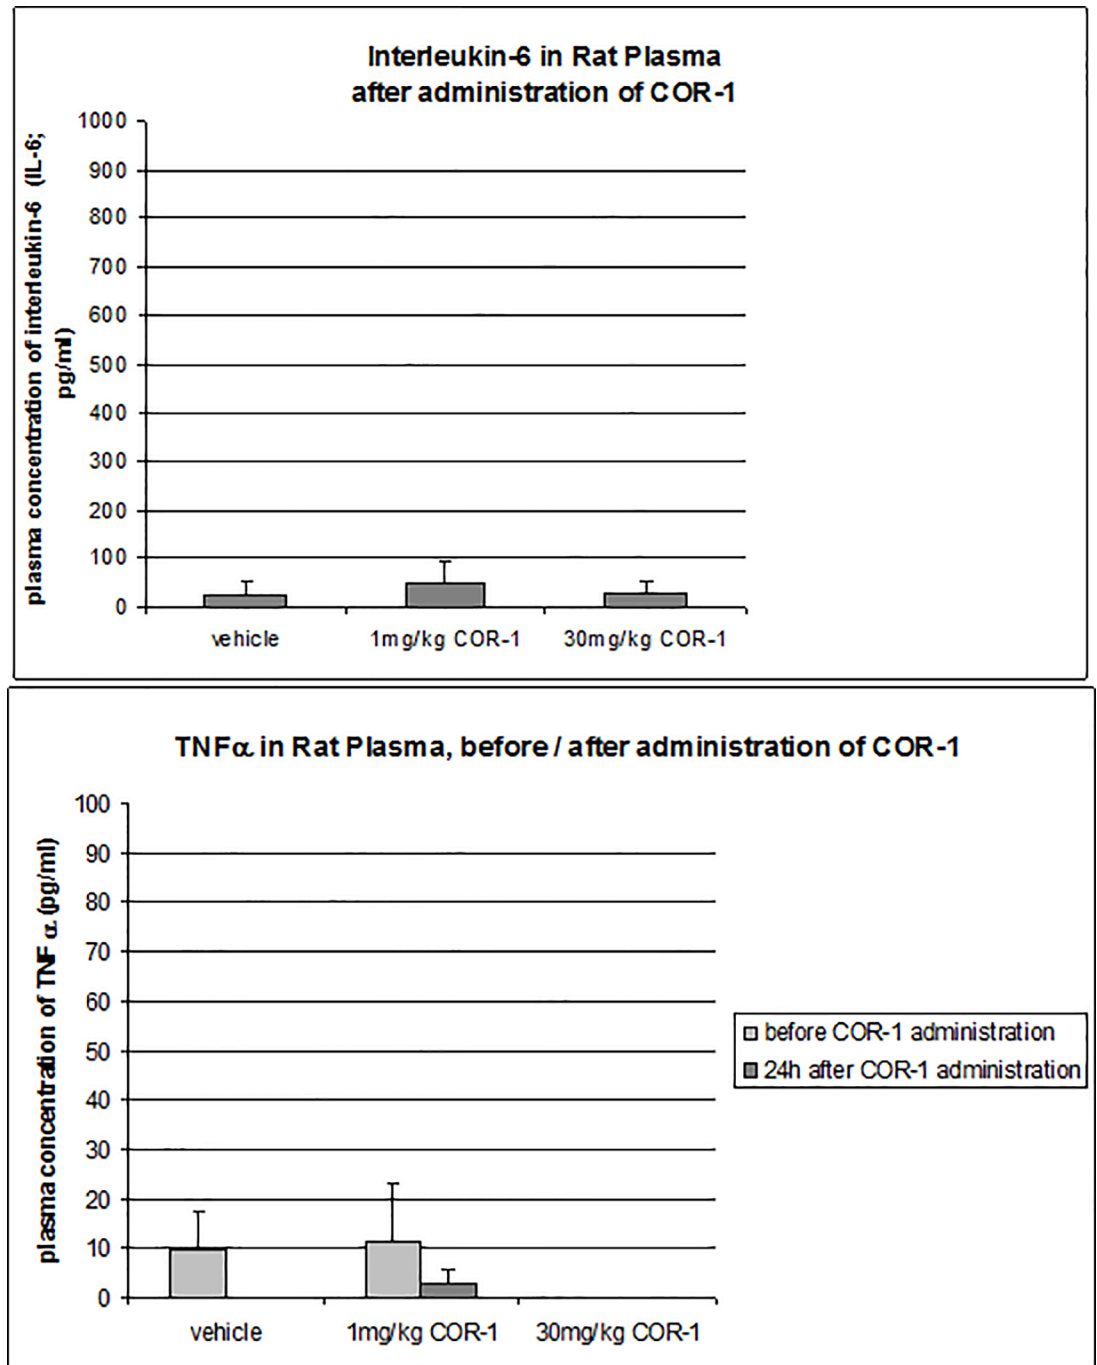 Interleukin-6 in Rat Plasma
after administration of COR-1
plasma concentration of interleukin-6 (IL-6;
pg/ml)
1000
900
800
700
600
500
400
300
200
100
0
vehicle
1mg/kg COR-1
30mg/kg COR-1
TNFα in Rat Plasma, before / after administration of COR-1
plasma concentration of TNF α (pg/ml)
100
90
80
70
60
50
40
30
20
10
0
vehicle
1mg/kg COR-1
30mg/kg COR-1
before COR-1 administration
24h after COR-1 administration